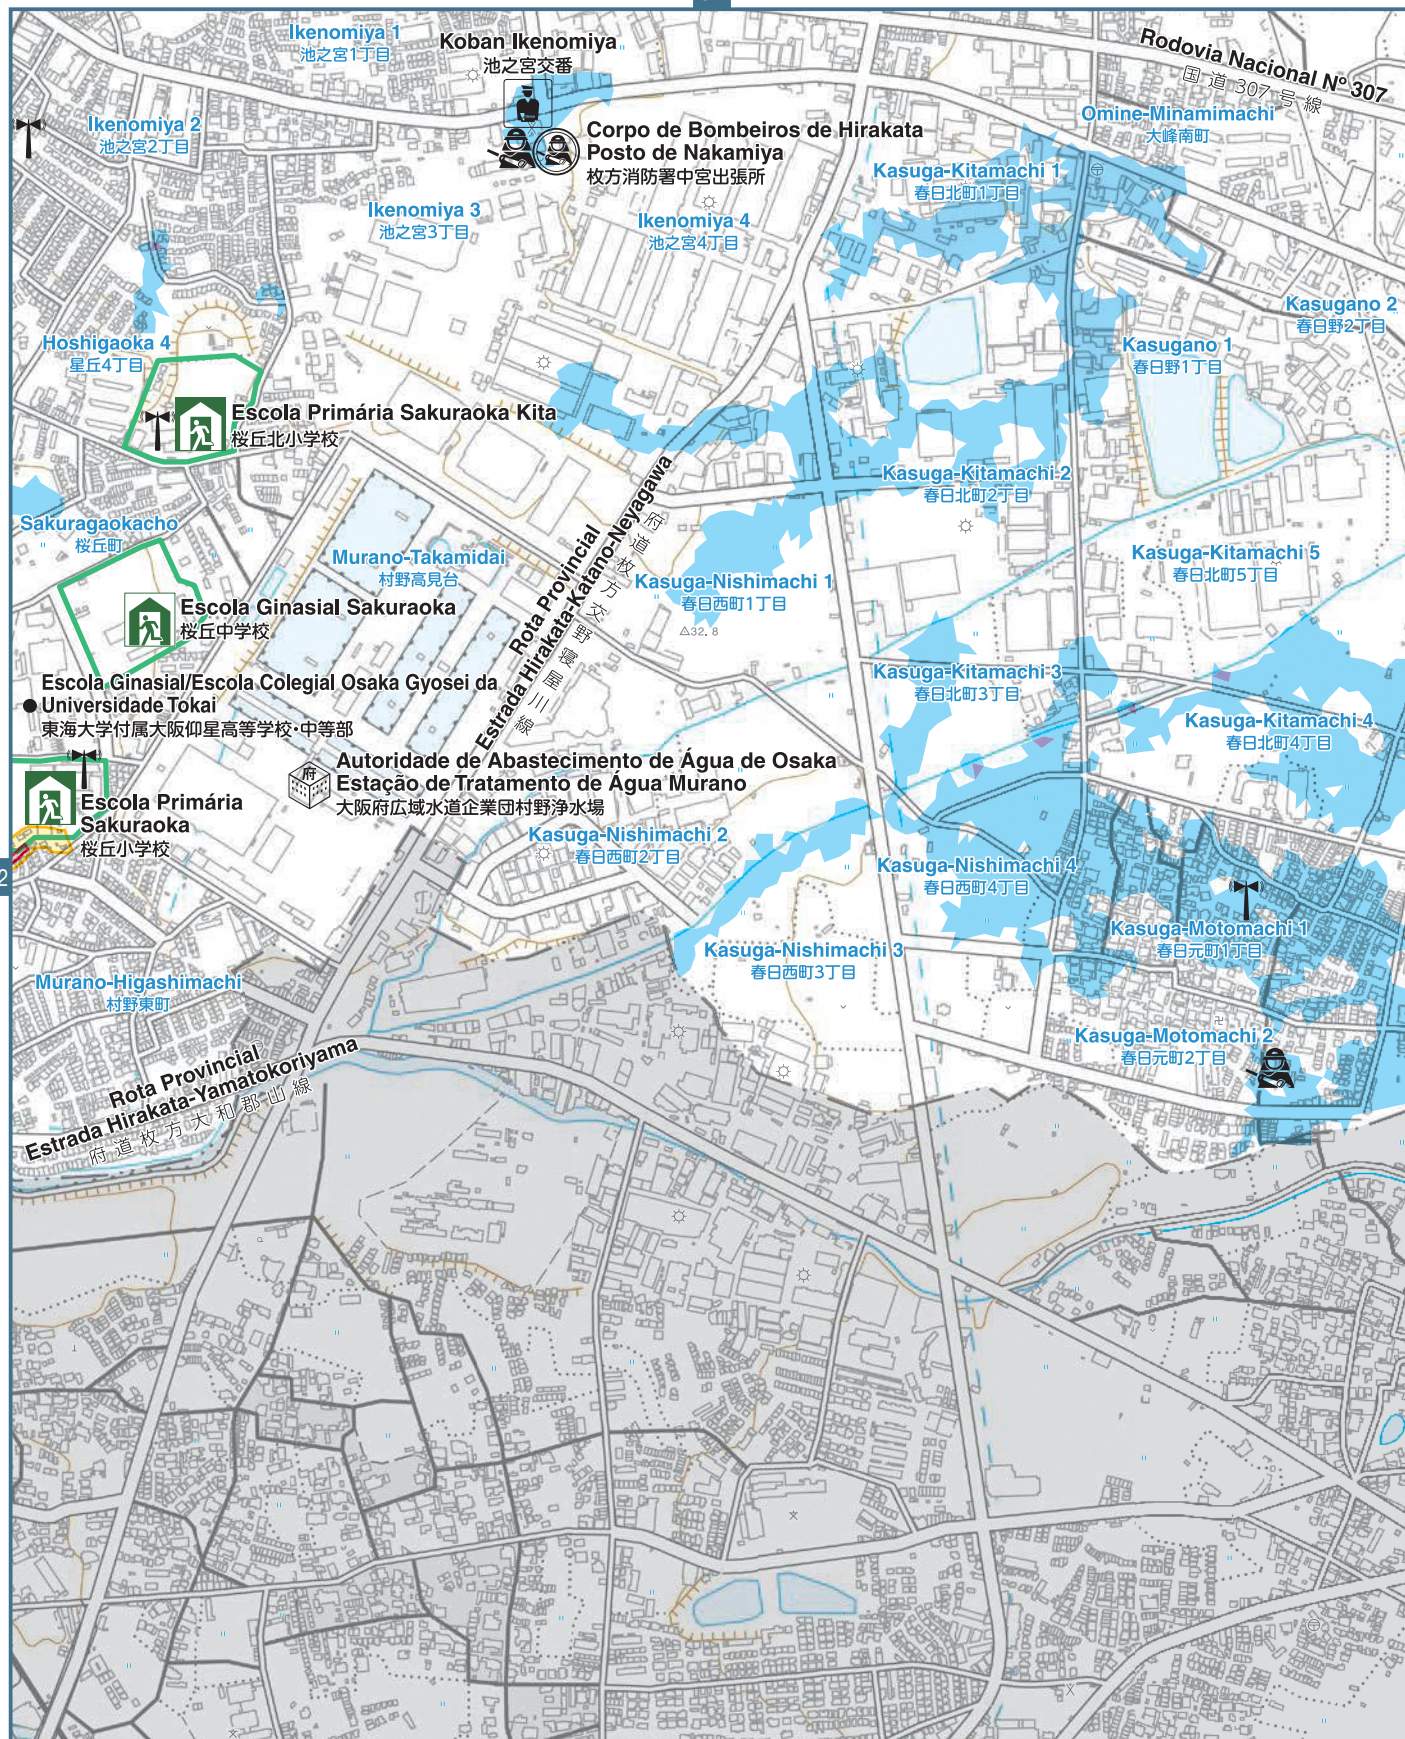 Ikenomiya 1
池之宮1丁目
Koban Ikenomiya
池之宮交番
Rodovia Nacional Nº 307
国道307号線
Ikenomiya 2
池之宮2丁目
Corpo de Bombeiros de Hirakata
Posto de Nakamiya
枚方消防署中宮出張所
Omine-Minamimachi
大峰南町
Kasuga-Kitamachi 1
春日北町1丁目
Ikenomiya 3
池之宮3丁目
Ikenomiya 4
池之宮4丁目
Kasugano 2
春日野2丁目
Hoshigaoka 4
星丘4丁目
Kasugano 1
春日野1丁目
Escola Primária Sakuraoka Kita
桜丘北小学校
Kasuga-Kitamachi 2
春日北町2丁目
Sakuragaokacho
桜丘町
Rota Provincial
Estrada Hirakata-Katano-Neyagawa
府道枚方交野寝屋川線
Murano-Takamidai
村野高見台
Kasuga-Nishimachi 1
春日西町1丁目
Kasuga-Kitamachi 5
春日北町5丁目
Escola Ginasial Sakuraoka
桜丘中学校
32.8
Kasuga-Kitamachi 3
春日北町3丁目
Escola Ginasial/Escola Colegial Osaka Gyosei da
Universidade Tokai
東海大学付属大阪仰星高等学校・中等部
Kasuga-Kitamachi 4
春日北町4丁目
府
Autoridade de Abastecimento de Água de Osaka
Estação de Tratamento de Água Murano
大阪府広域水道企業団村野浄水場
Escola Primária
Sakuraoka
桜丘小学校
Kasuga-Nishimachi 2
春日西町2丁目
Kasuga-Nishimachi 4
春日西町4丁目
2
Kasuga-Motomachi 1
春日元町1丁目
Kasuga-Nishimachi 3
春日西町3丁目
Murano-Higashimachi
村野東町
Kasuga-Motomachi 2
春日元町2丁目
Rota Provincial
Estrada Hirakata-Yamatokoriyama
府道枚方大和郡山線